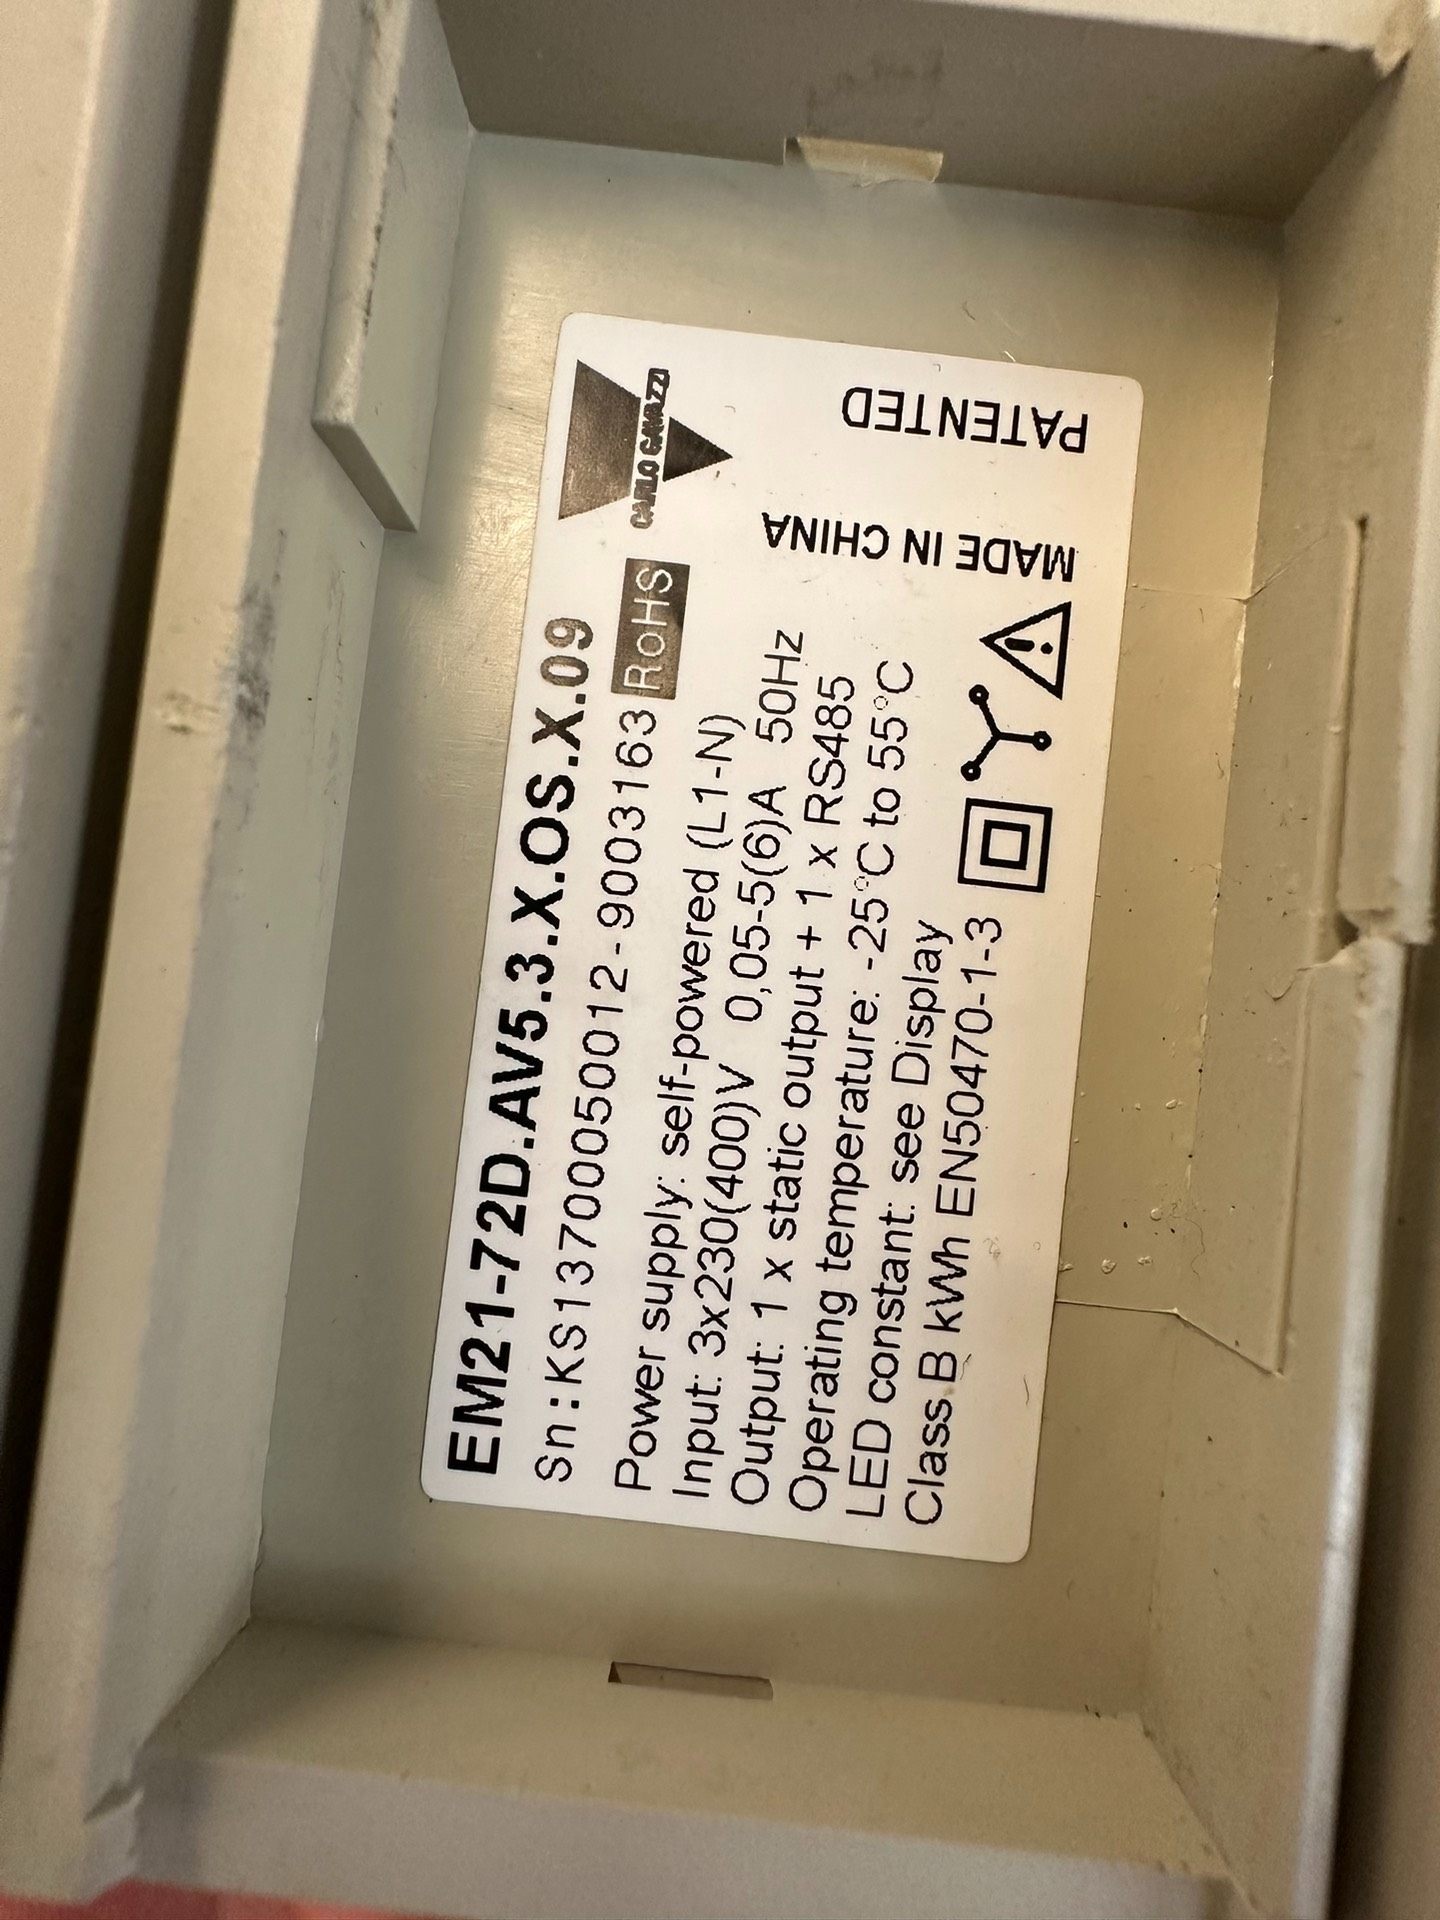 EM21-72D.AV5.3.X.OS.X.09
Sn:KS1370050012-9003163
RoHS
CARLO GAVAZZI
Power supply: self-powered (L1-N)
Input: 3x230(400)V 0,05-5(6)A 50Hz
Output: 1 x static output + 1 x RS485
Operating temperature: -25°C to 55°C
LED constant: see Display
Class B kWh EN50470-1-3
MADE IN CHINA
PATENTED